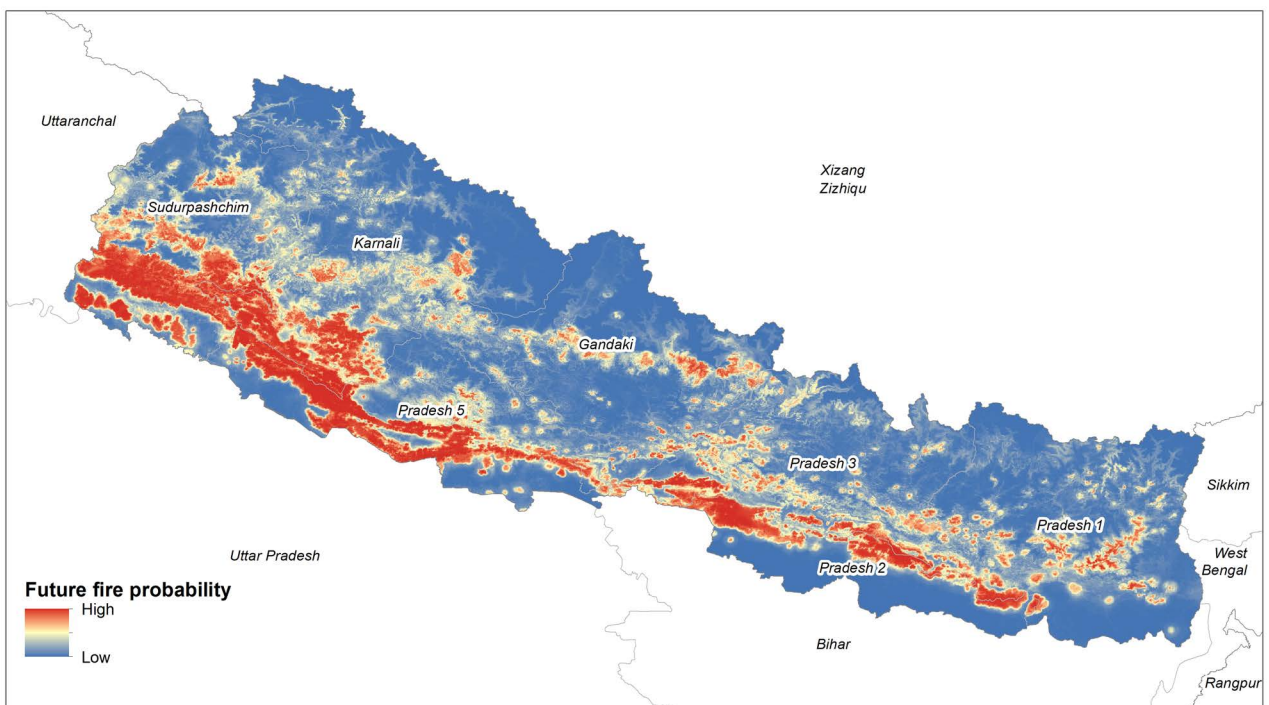 Uttaranchal
Xizang
Zizhiqu
Sudurpashchim
Karnali
Gandaki
Pradesh 5
Pradesh 3
Sikkim
Pradesh 1
Uttar Pradesh
West
Bengal
Pradesh 2
Future fire probability
High
Low
Bihar
Rangpur